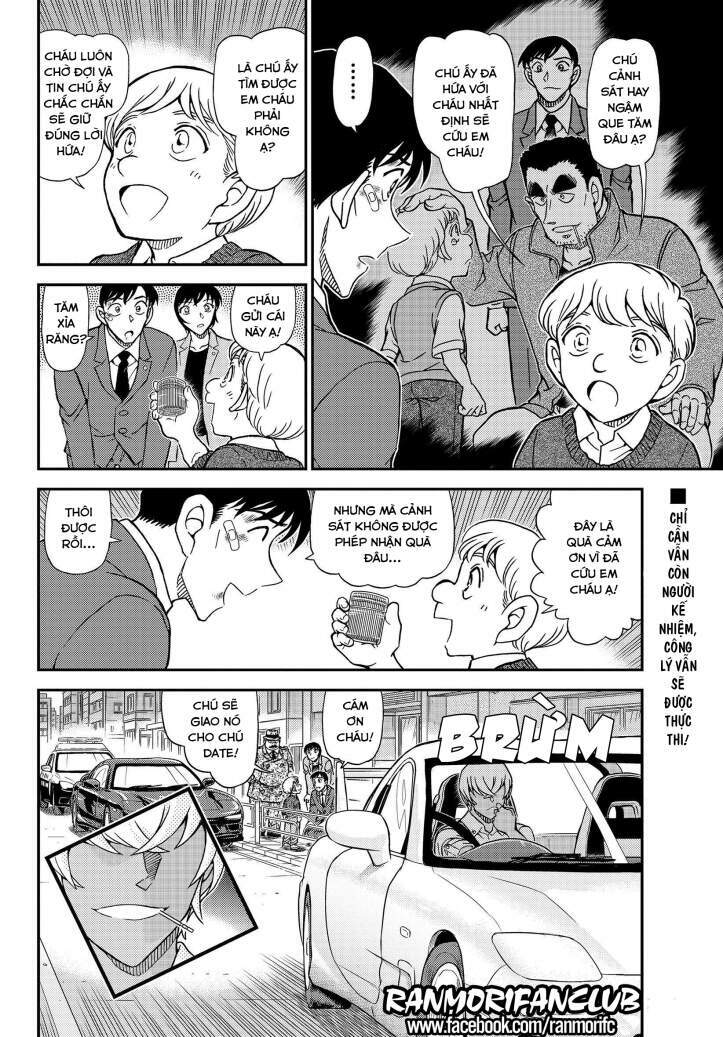 CHÚ
CẢNH
SÁT HAY
NGẬM
QUE TĂM
ĐÂU Ạ?
CHÚ ẤY ĐÃ
HỨA VỚI
CHÁU NHẤT
ĐỊNH SẼ
CỨU EM
CHÁU!
......
LÀ CHÚ ẤY
TÌM ĐƯỢC
EM CHÁU
PHẢI
KHÔNG
Ạ?
CHÁU LUÔN
CHỜ ĐỢI VÀ
TIN CHÚ ẤY
CHẮC CHẮN
SẼ GIỮ
ĐÚNG LỜI
HỨA!
CHÁU
GỬI CÁI
NÀY Ạ!
TĂM
XỈA
RĂNG?
ĐÂY LÀ
QUÀ CẢM
ƠN VÌ ĐÃ
CỨU EM
CHÁU Ạ!
NHƯNG MÀ CẢNH
SÁT KHÔNG ĐƯỢC
PHÉP NHẬN QUÀ
ĐÂU...
THÔI
ĐƯỢC
RỒI...
CÁM
ƠN
CHÁU!
CHÚ SẼ
GIAO NÓ
CHO CHÚ
DATE!
BRỪM
CHỈ
CẦN VẪN
CÒN
NGƯỜI
KẾ
NHIỆM,
CÔNG
LÝ VẪN
SẼ
ĐƯỢC
THỰC
THI!
RANMORIFANCLUB
www.facebook.com/ranmorifc